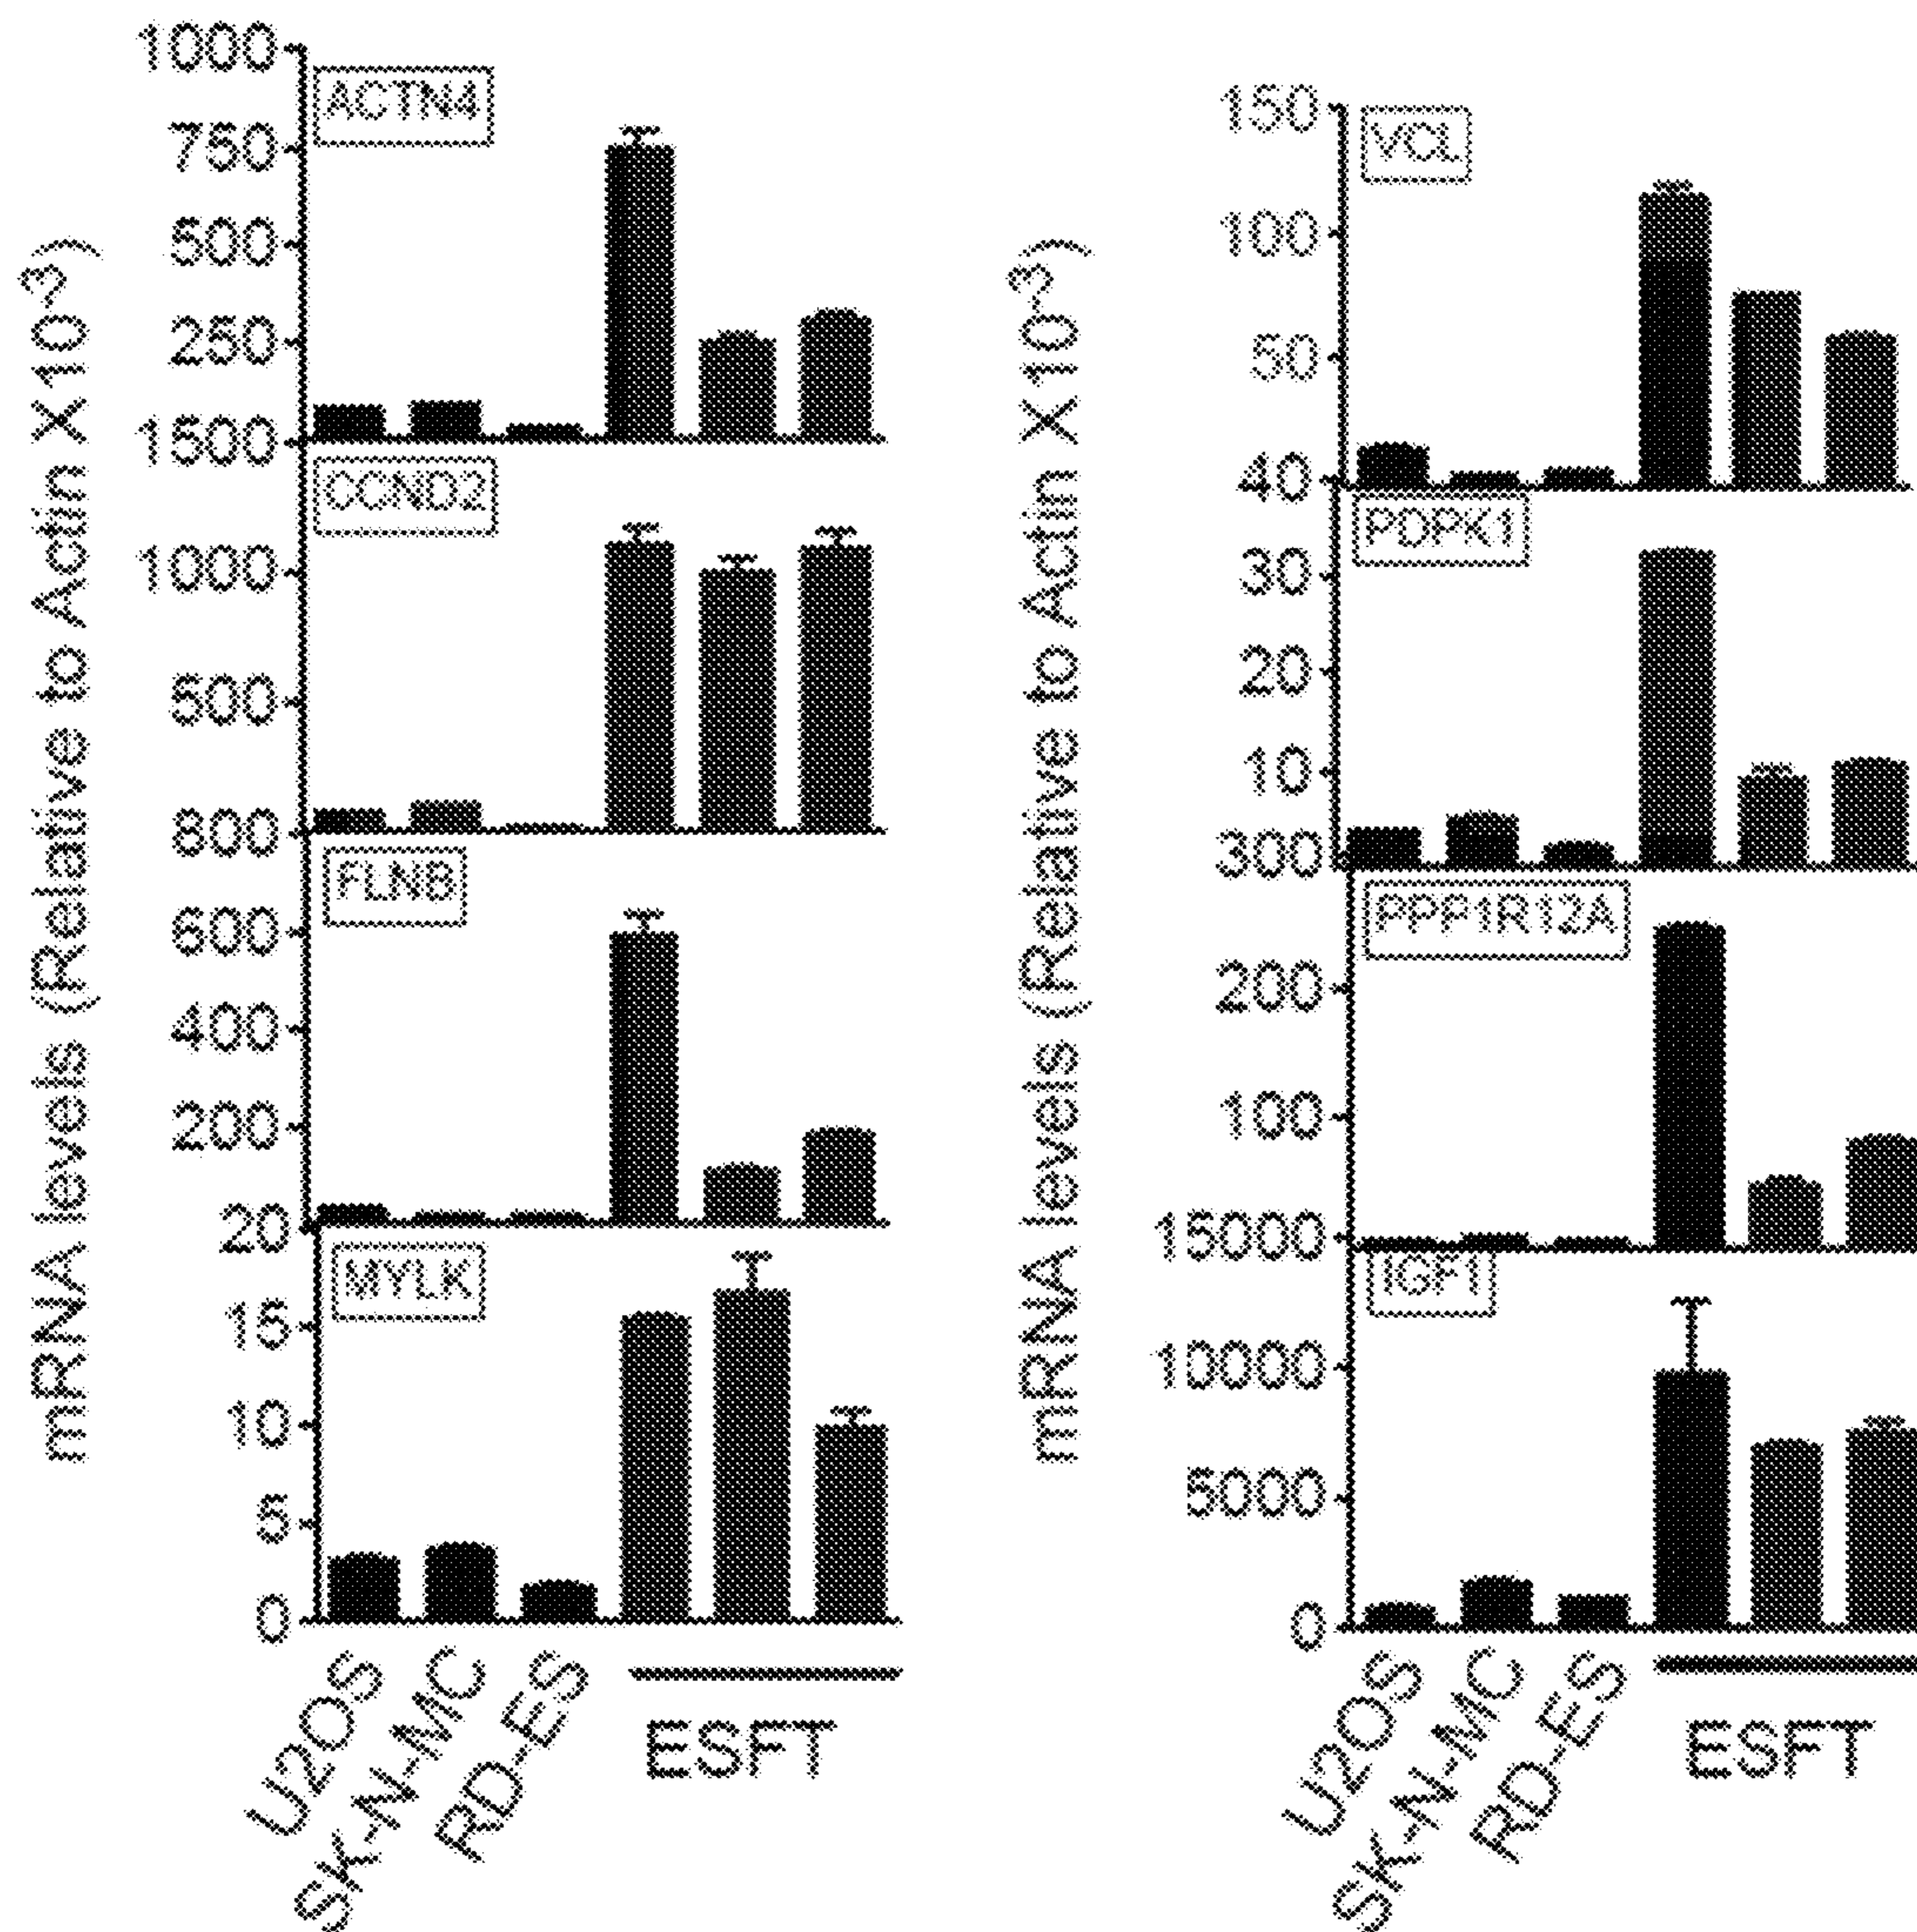 mRNA levels (Relative to Actin X10⁻³)
1000
ACTN4
750
500
250
1500
CCND2
1000
500
800
FLNB
600
400
200
20
MYLK
15
10
5
0
U2OS
SK-N-MC
RD-ES
ESFT
mRNA levels (Relative to Actin X10⁻³)
150
VCL
100
50
40
PDPK1
30
20
10
300
PPP1R12A
200
100
15000
IGF1
10000
5000
0
U2OS
SK-N-MC
RD-ES
ESFT